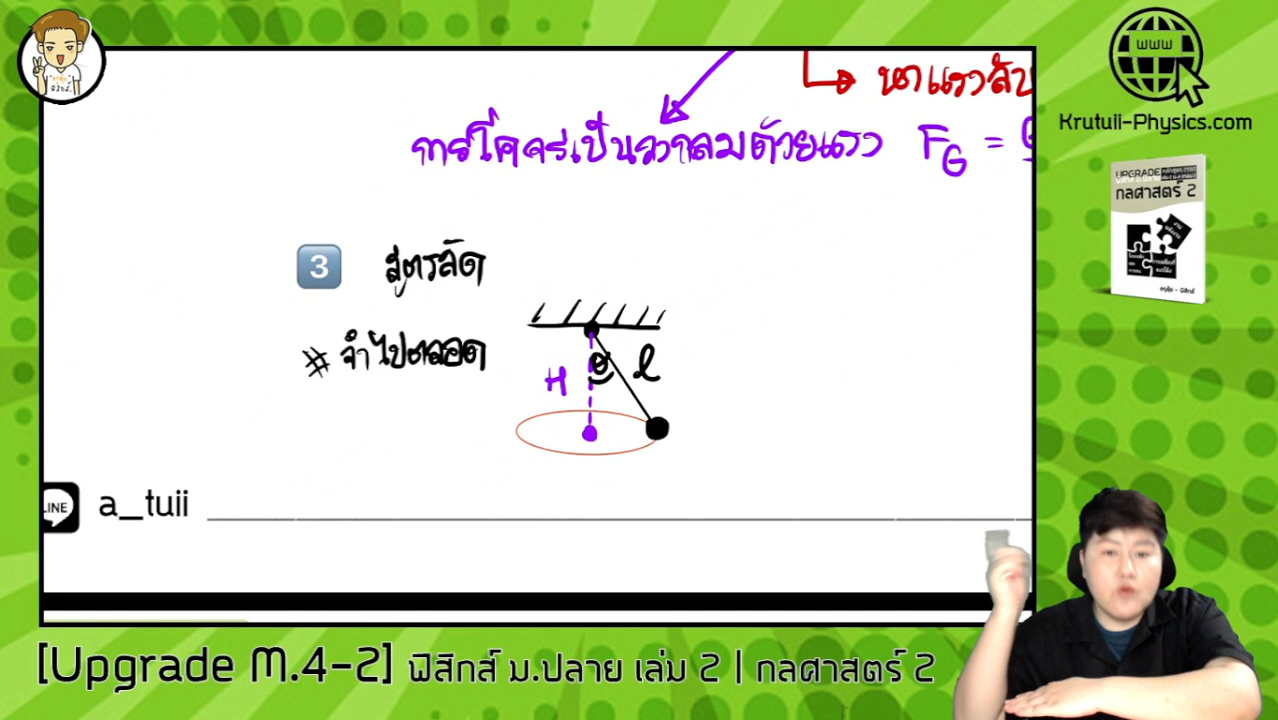 www
Krutuii-Physics.com
หาแรงลัพ
การโคจรเป็นวงกลมด้วยแรง F_G = G
UPGRADE
กลศาสตร์ 2
3 สูตรลัด
# จำไปตลอด
H θ l
LINE a_tuii
[Upgrade M.4-2] ฟิสิกส์ ม.ปลาย เล่ม 2 | กลศาสตร์ 2